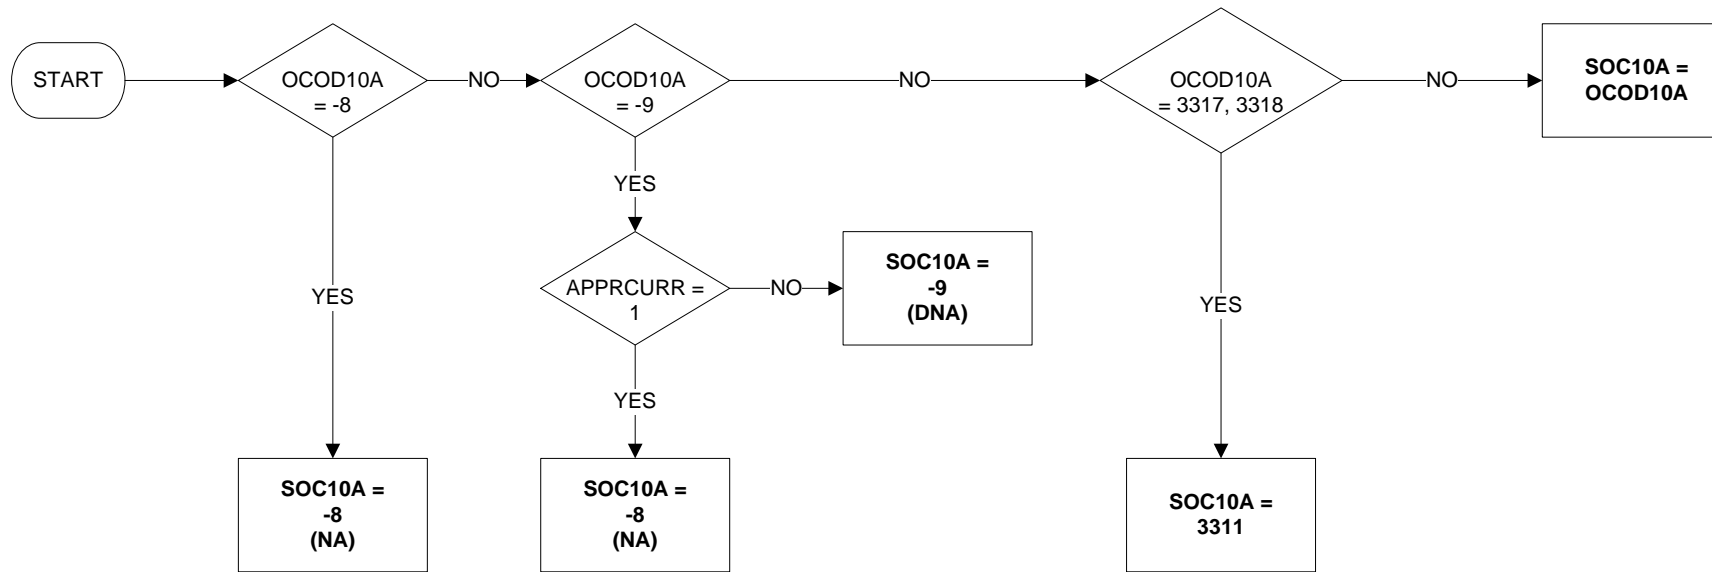 START
OCOD10A
= -8
NO
OCOD10A
= -9
NO
OCOD10A
= 3317, 3318
NO
SOC10A =
OCOD10A
YES
APPRCURR =
1
NO
SOC10A =
-9
(DNA)
YES
YES
YES
SOC10A =
-8
(NA)
SOC10A =
-8
(NA)
SOC10A =
3311